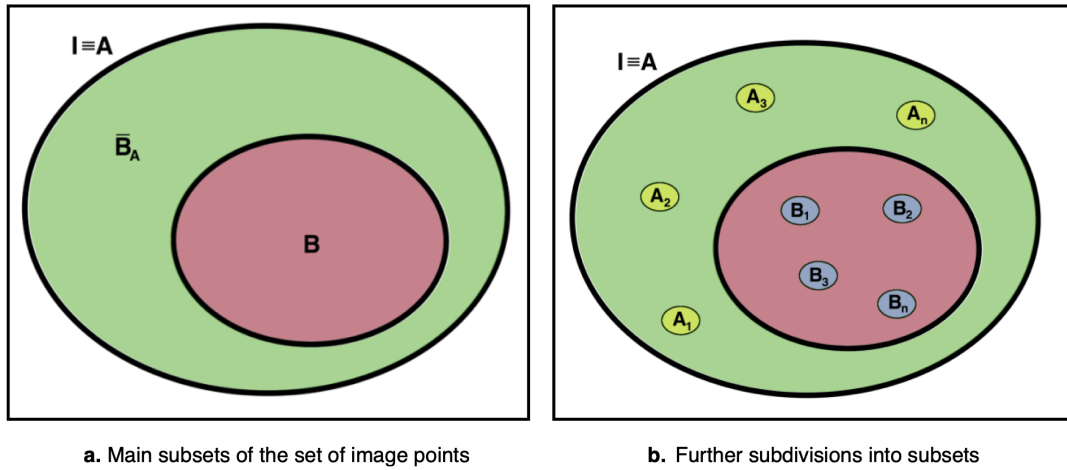 I≡A
B̅A
B
a. Main subsets of the set of image points
I≡A
A3
An
A2
B1
B2
B3
Bn
A1
b. Further subdivisions into subsets